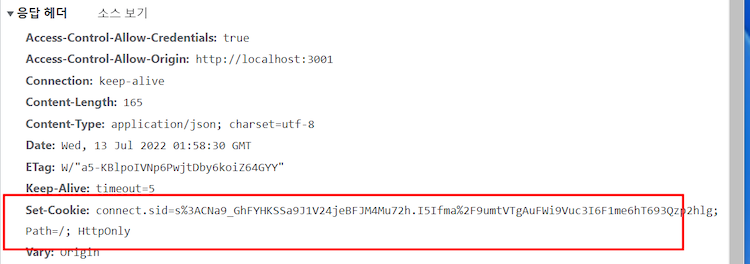 ▼응답 헤더 소스 보기
Access-Control-Allow-Credentials: true
Access-Control-Allow-Origin: http://localhost:3001
Connection: keep-alive
Content-Length: 165
Content-Type: application/json; charset=utf-8
Date: Wed, 13 Jul 2022 01:58:30 GMT
ETag: W/"a5-KBlpoIVNp6PwjtDby6koiZ64GYY"
Keep-Alive: timeout=5
Set-Cookie: connect.sid=s%3ACNa9_GhFYHKSSa9J1V24jeBFJM4Mu72h.I5Ifma%2F9umtVTgAuFWi9Vuc3I6F1me6hT693Qzp2hlg;
Path=/; HttpOnly
Vary: Origin